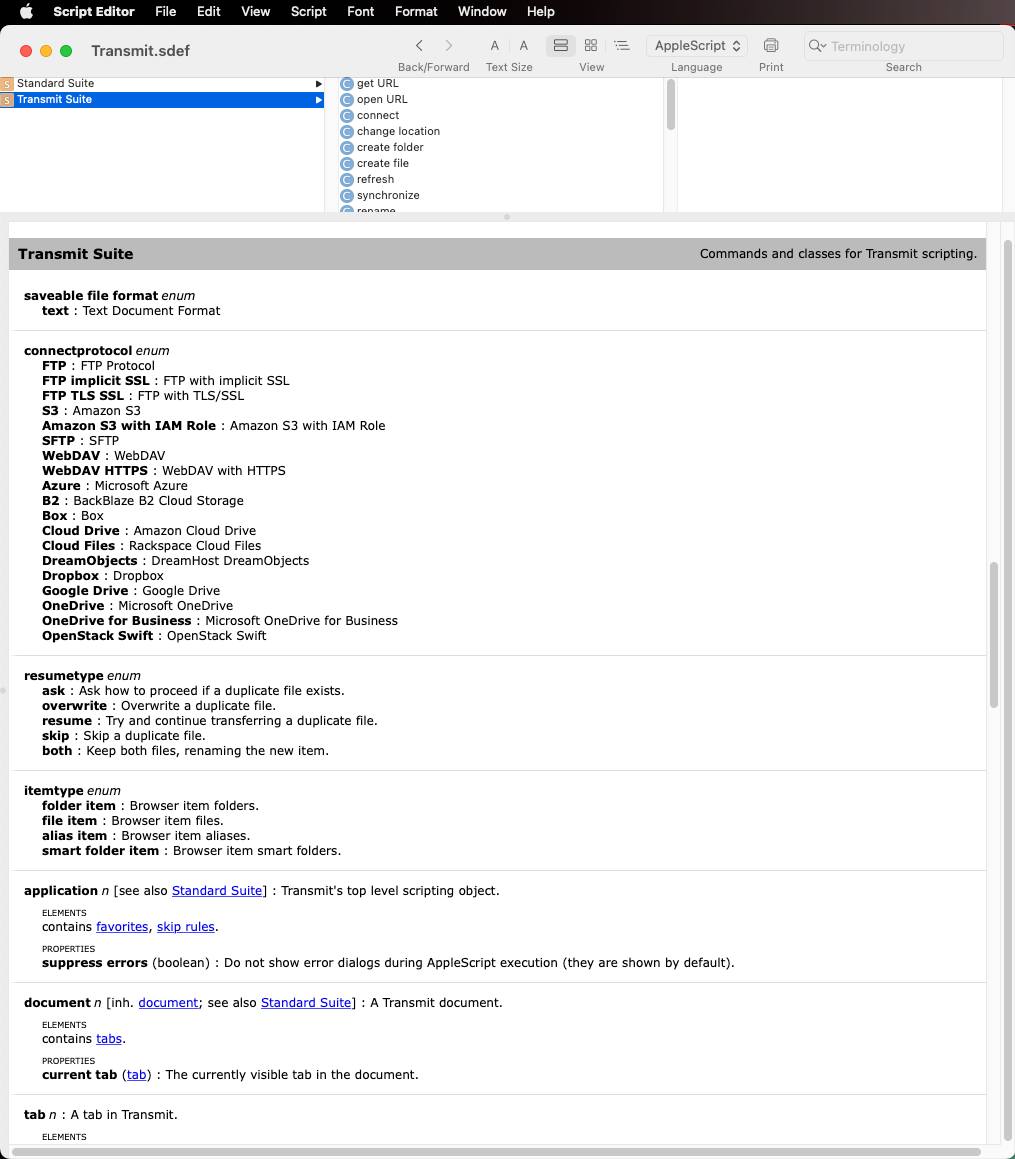 Script Editor File Edit View Script Font Format Window Help
Transmit.sdef A A AppleScript Terminology
Back/Forward Text Size View Language Print Search
S Standard Suite
S Transmit Suite
C get URL
C open URL
C connect
C change location
C create folder
C create file
C refresh
C synchronize
C rename
Transmit Suite Commands and classes for Transmit scripting.
saveable file format enum
text : Text Document Format
connectprotocol enum
FTP : FTP Protocol
FTP implicit SSL : FTP with implicit SSL
FTP TLS SSL : FTP with TLS/SSL
S3 : Amazon S3
Amazon S3 with IAM Role : Amazon S3 with IAM Role
SFTP : SFTP
WebDAV : WebDAV
WebDAV HTTPS : WebDAV with HTTPS
Azure : Microsoft Azure
B2 : BackBlaze B2 Cloud Storage
Box : Box
Cloud Drive : Amazon Cloud Drive
Cloud Files : Rackspace Cloud Files
DreamObjects : DreamHost DreamObjects
Dropbox : Dropbox
Google Drive : Google Drive
OneDrive : Microsoft OneDrive
OneDrive for Business : Microsoft OneDrive for Business
OpenStack Swift : OpenStack Swift
resumetype enum
ask : Ask how to proceed if a duplicate file exists.
overwrite : Overwrite a duplicate file.
resume : Try and continue transferring a duplicate file.
skip : Skip a duplicate file.
both : Keep both files, renaming the new item.
itemtype enum
folder item : Browser item folders.
file item : Browser item files.
alias item : Browser item aliases.
smart folder item : Browser item smart folders.
application n [see also Standard Suite] : Transmit's top level scripting object.
ELEMENTS
contains favorites, skip rules.
PROPERTIES
suppress errors (boolean) : Do not show error dialogs during AppleScript execution (they are shown by default).
document n [inh. document; see also Standard Suite] : A Transmit document.
ELEMENTS
contains tabs.
PROPERTIES
current tab (tab) : The currently visible tab in the document.
tab n : A tab in Transmit.
ELEMENTS